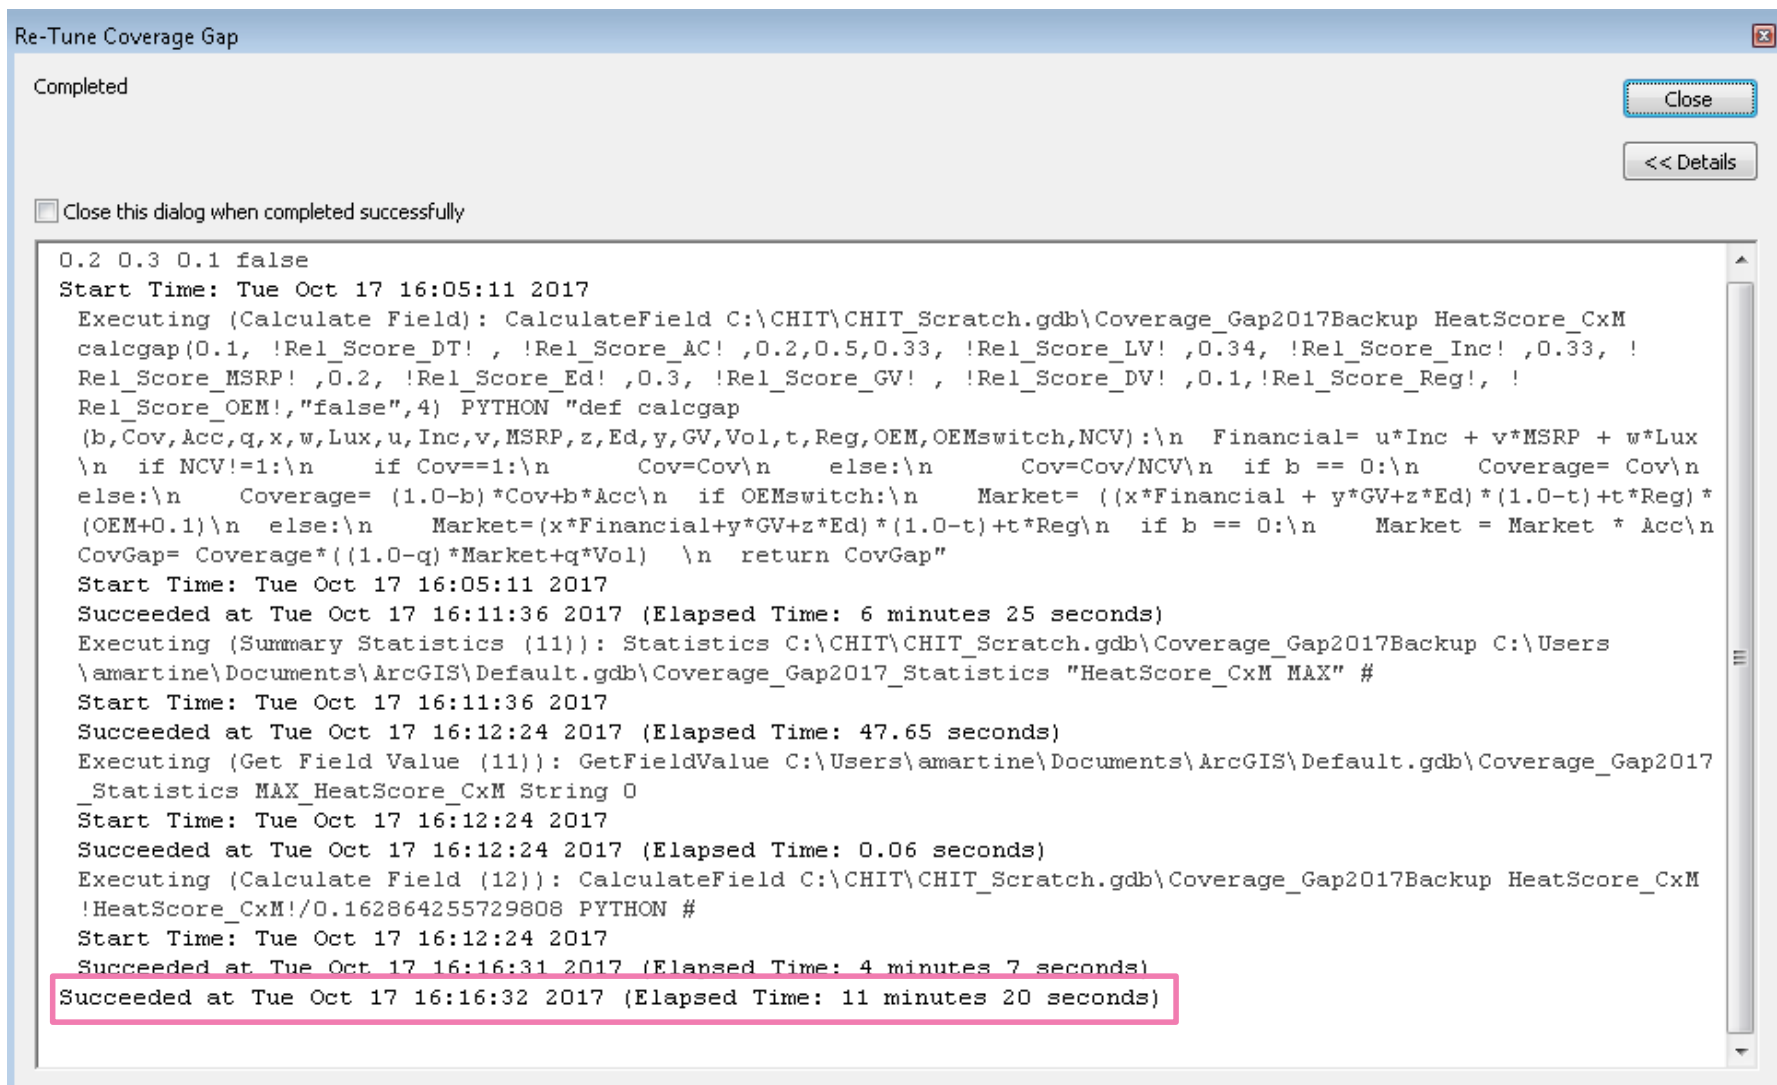 Re-Tune Coverage Gap
Completed
Close
<< Details
Close this dialog when completed successfully
0.2 0.3 0.1 false
Start Time: Tue Oct 17 16:05:11 2017
Executing (Calculate Field): CalculateField C:\CHIT\CHIT_Scratch.gdb\Coverage_Gap2017Backup HeatScore_CxM
calcgap(0.1, !Rel_Score_DT! , !Rel_Score_AC! ,0.2,0.5,0.33, !Rel_Score_LV! ,0.34, !Rel_Score_Inc! ,0.33, !
Rel_Score_MSRP! ,0.2, !Rel_Score_Ed! ,0.3, !Rel_Score_GV! , !Rel_Score_DV! ,0.1,!Rel_Score_Reg!, !
Rel_Score_OEM!,"false",4) PYTHON "def calcgap
(b,Cov,Acc,q,x,w,Lux,u,Inc,v,MSRP,z,Ed,y,GV,Vol,t,Reg,OEM,OEMswitch,NCV):\n  Financial= u*Inc + v*MSRP + w*Lux
\n  if NCV!=1:\n    if Cov==1:\n      Cov=Cov\n    else:\n      Cov=Cov/NCV\n  if b == 0:\n    Coverage= Cov\n
else:\n    Coverage= (1.0-b)*Cov+b*Acc\n  if OEMswitch:\n    Market= ((x*Financial + y*GV+z*Ed)*(1.0-t)+t*Reg)*
(OEM+0.1)\n  else:\n    Market=(x*Financial+y*GV+z*Ed)*(1.0-t)+t*Reg\n  if b == 0:\n    Market = Market * Acc\n
CovGap= Coverage*((1.0-q)*Market+q*Vol)  \n  return CovGap"
Start Time: Tue Oct 17 16:05:11 2017
Succeeded at Tue Oct 17 16:11:36 2017 (Elapsed Time: 6 minutes 25 seconds)
Executing (Summary Statistics (11)): Statistics C:\CHIT\CHIT_Scratch.gdb\Coverage_Gap2017Backup C:\Users
\amartine\Documents\ArcGIS\Default.gdb\Coverage_Gap2017_Statistics "HeatScore_CxM MAX" #
Start Time: Tue Oct 17 16:11:36 2017
Succeeded at Tue Oct 17 16:12:24 2017 (Elapsed Time: 47.65 seconds)
Executing (Get Field Value (11)): GetFieldValue C:\Users\amartine\Documents\ArcGIS\Default.gdb\Coverage_Gap2017
_Statistics MAX_HeatScore_CxM String 0
Start Time: Tue Oct 17 16:12:24 2017
Succeeded at Tue Oct 17 16:12:24 2017 (Elapsed Time: 0.06 seconds)
Executing (Calculate Field (12)): CalculateField C:\CHIT\CHIT_Scratch.gdb\Coverage_Gap2017Backup HeatScore_CxM
!HeatScore_CxM!/0.162864255729808 PYTHON #
Start Time: Tue Oct 17 16:12:24 2017
Succeeded at Tue Oct 17 16:16:31 2017 (Elapsed Time: 4 minutes 7 seconds)
Succeeded at Tue Oct 17 16:16:32 2017 (Elapsed Time: 11 minutes 20 seconds)